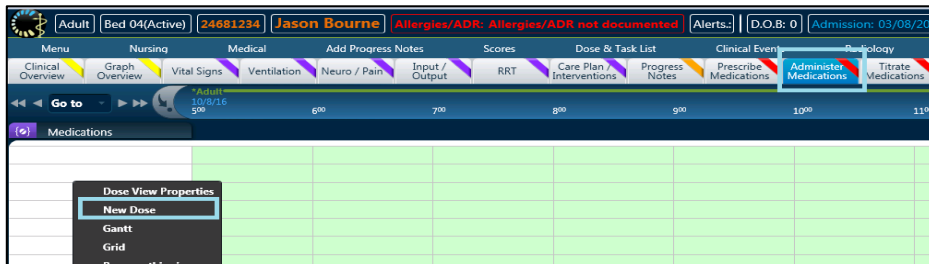 Adult Bed 04(Active) 24681234 Jason Bourne Allergies/ADR: Allergies/ADR not documented Alerts.: D.O.B: 0 Admission: 03/08/20
Menu Nursing Medical Add Progress Notes Scores Dose & Task List Clinical Event Radiology
Clinical Overview Graph Overview Vital Signs Ventilation Neuro / Pain Input / Output RRT Care Plan / Interventions Progress Notes Prescribe Medications Administer Medications Titrate Medications
*Adult
Go to 10/8/16
5⁰⁰ 6⁰⁰ 7⁰⁰ 8⁰⁰ 9⁰⁰ 10⁰⁰ 11⁰
Medications
Dose View Properties
New Dose
Gantt
Grid